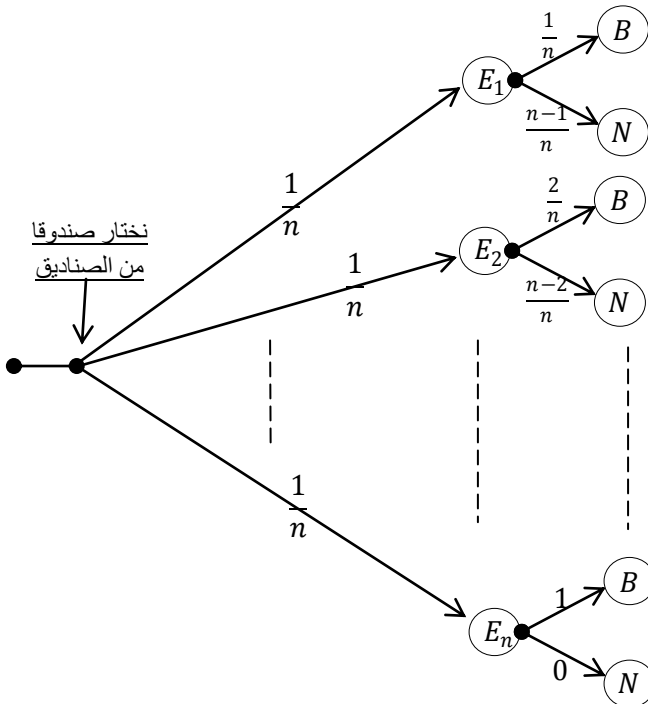 1/n
B
E₁
n−1/n
N
1/n
2/n
B
نختار صندوقا
من الصناديق
1/n
E₂
n−2/n
N
1/n
1
B
Eₙ
0
N